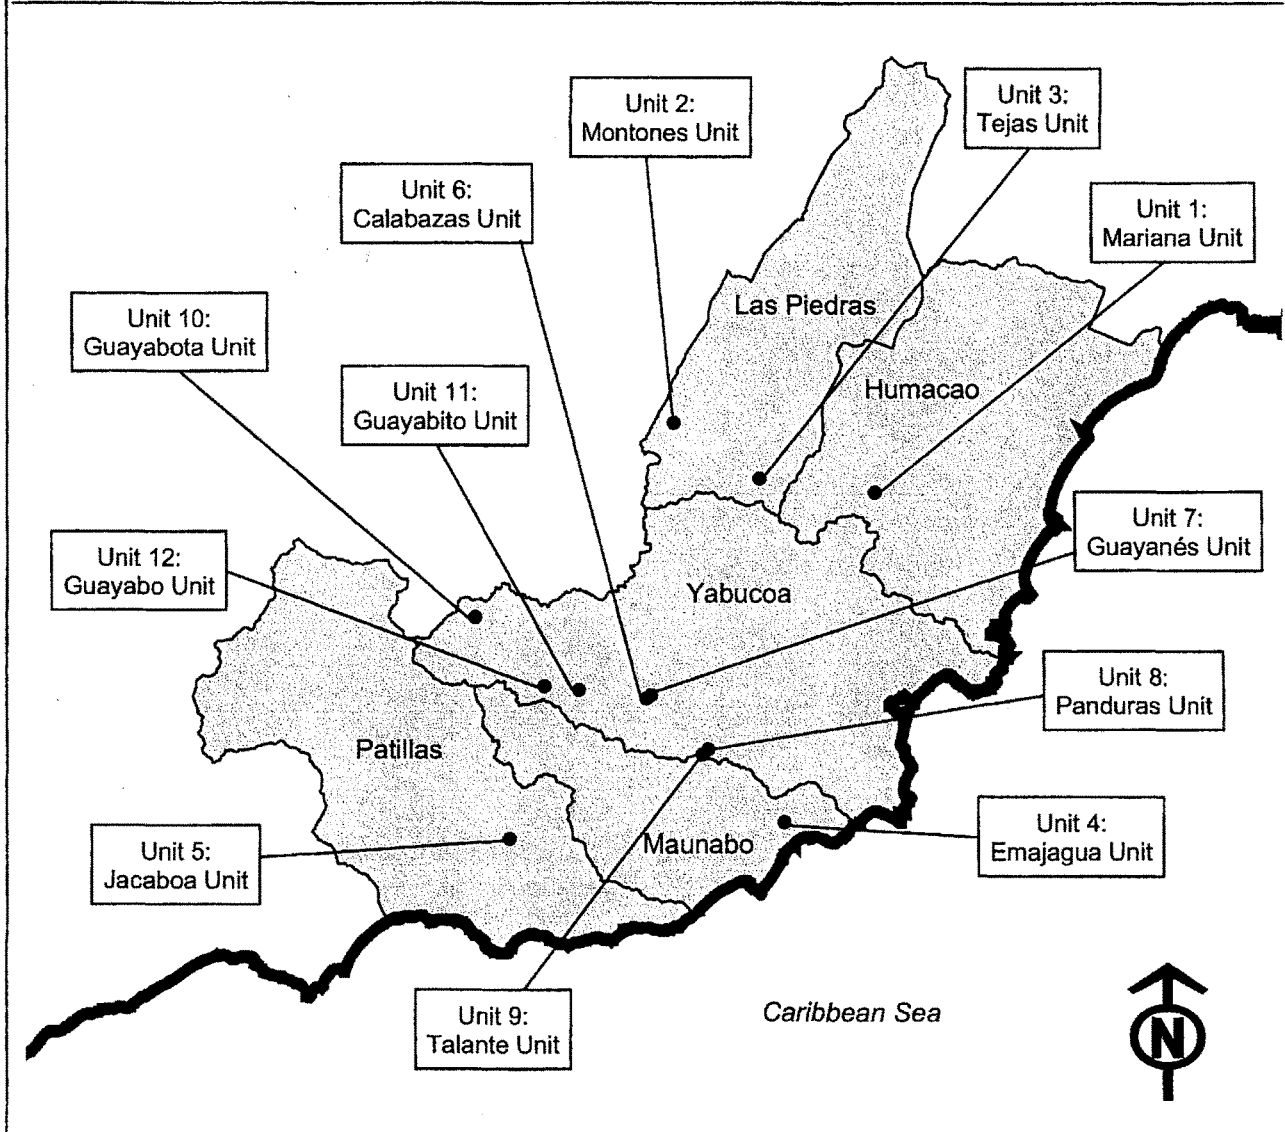 Unit 2:
Montones Unit
Unit 3:
Tejas Unit
Unit 6:
Calabazas Unit
Unit 1:
Mariana Unit
Unit 10:
Guayabota Unit
Las Piedras
Unit 11:
Guayabito Unit
Humacao
Unit 7:
Guayanés Unit
Unit 12:
Guayabo Unit
Yabucoa
Unit 8:
Panduras Unit
Patillas
Unit 4:
Emajagua Unit
Maunabo
Unit 5:
Jacaboa Unit
Unit 9:
Talante Unit
Caribbean Sea
N